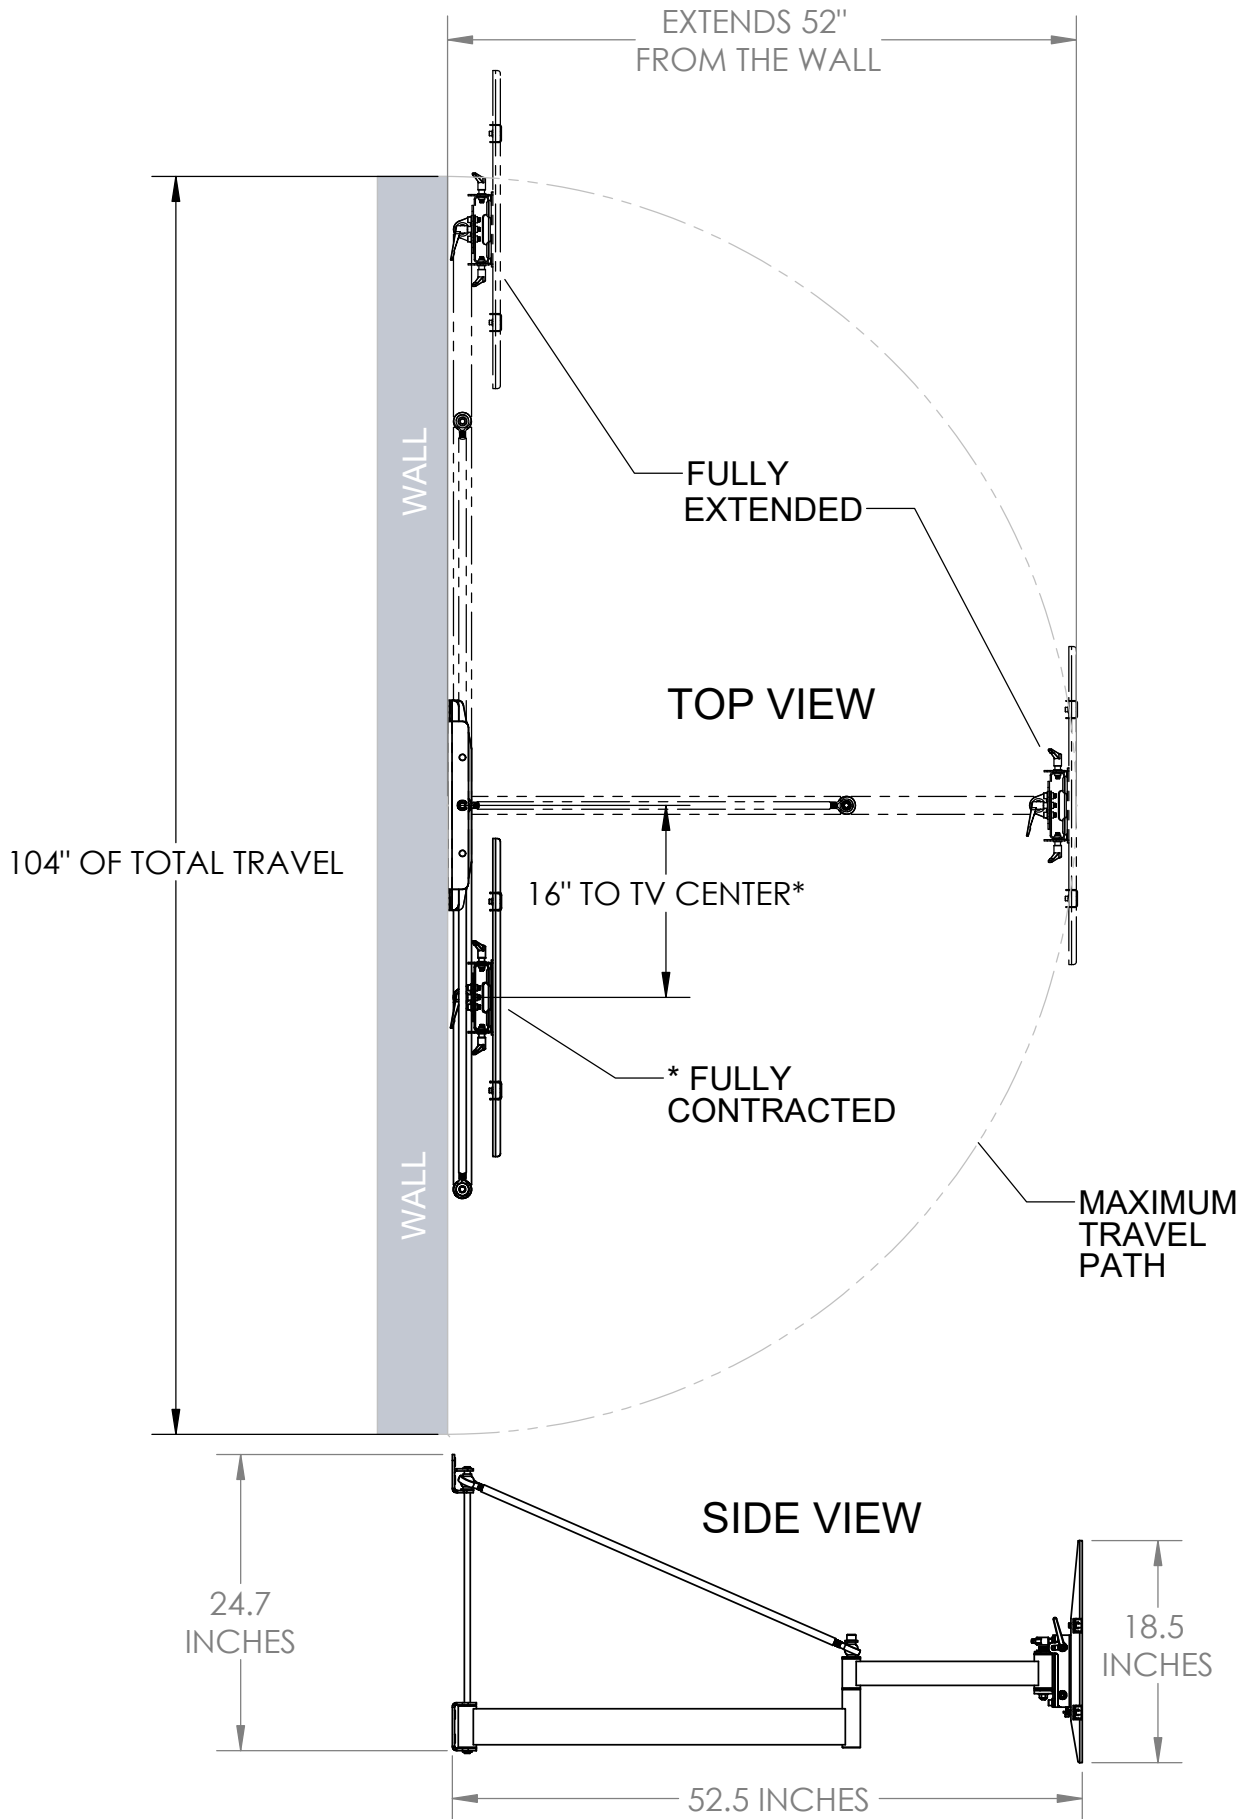 EXTENDS 52"
FROM THE WALL
WALL
FULLY
EXTENDED
TOP VIEW
104" OF TOTAL TRAVEL
16" TO TV CENTER*
* FULLY
CONTRACTED
WALL
MAXIMUM
TRAVEL
PATH
SIDE VIEW
24.7
INCHES
18.5
INCHES
52.5 INCHES